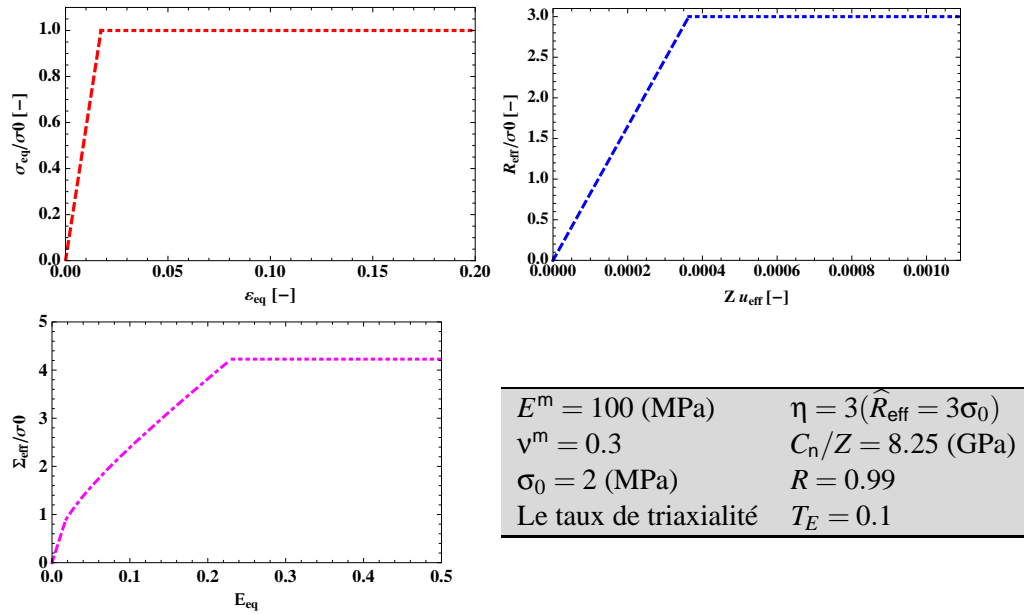 1.0
0.8
0.6
0.4
0.2
0.0
σeq/σ0 [−]
0.00 0.05 0.10 0.15 0.20
εeq [−]
3.0
2.5
2.0
1.5
1.0
0.5
0.0
Reff/σ0 [−]
0.0000 0.0002 0.0004 0.0006 0.0008 0.0010
Z ueff [−]
5
4
3
2
1
0
Σeff/σ0
0.0 0.1 0.2 0.3 0.4 0.5
Eeq
Eᵐ = 100 (MPa) η = 3(R̂eff = 3σ₀)
νᵐ = 0.3 Cn/Z = 8.25 (GPa)
σ₀ = 2 (MPa) R = 0.99
Le taux de triaxialité T_E = 0.1